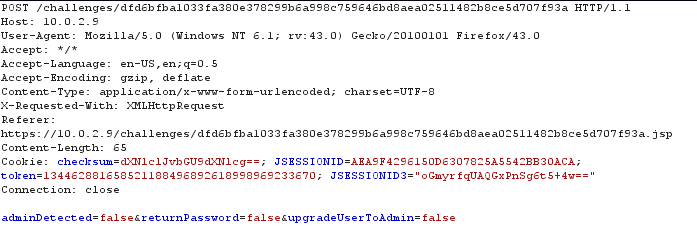 POST /challenges/dfd6bfba1033fa380e378299b6a998c759646bd8aea02511482b8ce5d707f93a HTTP/1.1
Host: 10.0.2.9
User-Agent: Mozilla/5.0 (Windows NT 6.1; rv:43.0) Gecko/20100101 Firefox/43.0
Accept: */*
Accept-Language: en-US,en;q=0.5
Accept-Encoding: gzip, deflate
Content-Type: application/x-www-form-urlencoded; charset=UTF-8
X-Requested-With: XMLHttpRequest
Referer:
https://10.0.2.9/challenges/dfd6bfba1033fa380e378299b6a998c759646bd8aea02511482b8ce5d707f93a.jsp
Content-Length: 65
Cookie: checksum=dXNlclJvbGU9dXNlcg==; JSESSIONID=AEA9F4296150D6307825A5542BB30ACA;
token=134462881658521188496892618998969233670; JSESSIONID3="oGmyrfqUAQGxPnSg6t5+4w=="
Connection: close
adminDetected=false&returnPassword=false&upgradeUserToAdmin=false